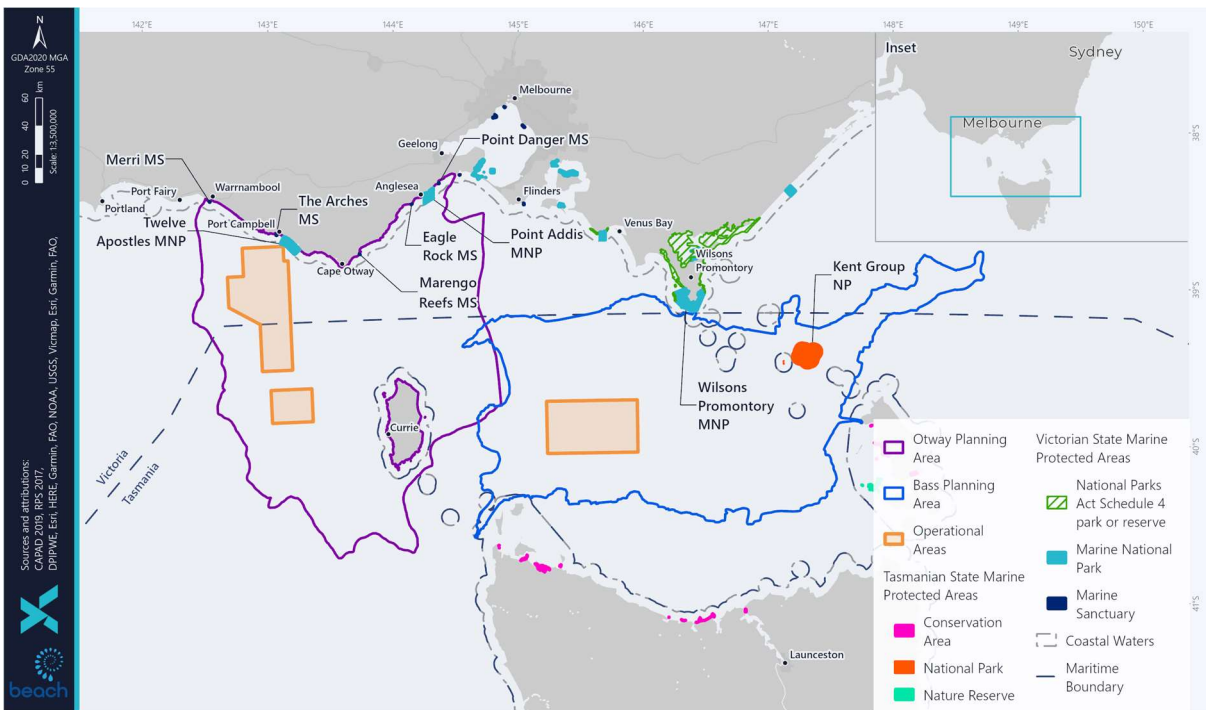 N
GDA2020 MGA
Zone 55
km
0 10 20 40 60
Scale: 1:3,500,000
Sources and attributions:
CAPAD 2019, RPS 2017,
DPIPWE, Esri, HERE, Garmin, FAO, NOAA, USGS, Vicmap, Esri, Garmin, FAO,
beach
142°E
143°E
144°E
145°E
146°E
147°E
148°E
149°E
150°E
38°S
39°S
40°S
41°S
Inset
Sydney
Melbourne
Melbourne
Geelong
Point Danger MS
Merri MS
Anglesea
Flinders
Port Fairy
Warrnambool
Portland
The Arches
MS
Port Campbell
Twelve
Apostles MNP
Eagle
Rock MS
Point Addis
MNP
Venus Bay
Cape Otway
Marengo
Reefs MS
Wilsons
Promontory
Kent Group
NP
Wilsons
Promontory
MNP
Currie
Victoria
Tasmania
Launceston
Otway Planning
Area
Bass Planning
Area
Operational
Areas
Tasmanian State Marine
Protected Areas
Conservation
Area
National Park
Nature Reserve
Victorian State Marine
Protected Areas
National Parks
Act Schedule 4
park or reserve
Marine National
Park
Marine
Sanctuary
Coastal Waters
Maritime
Boundary